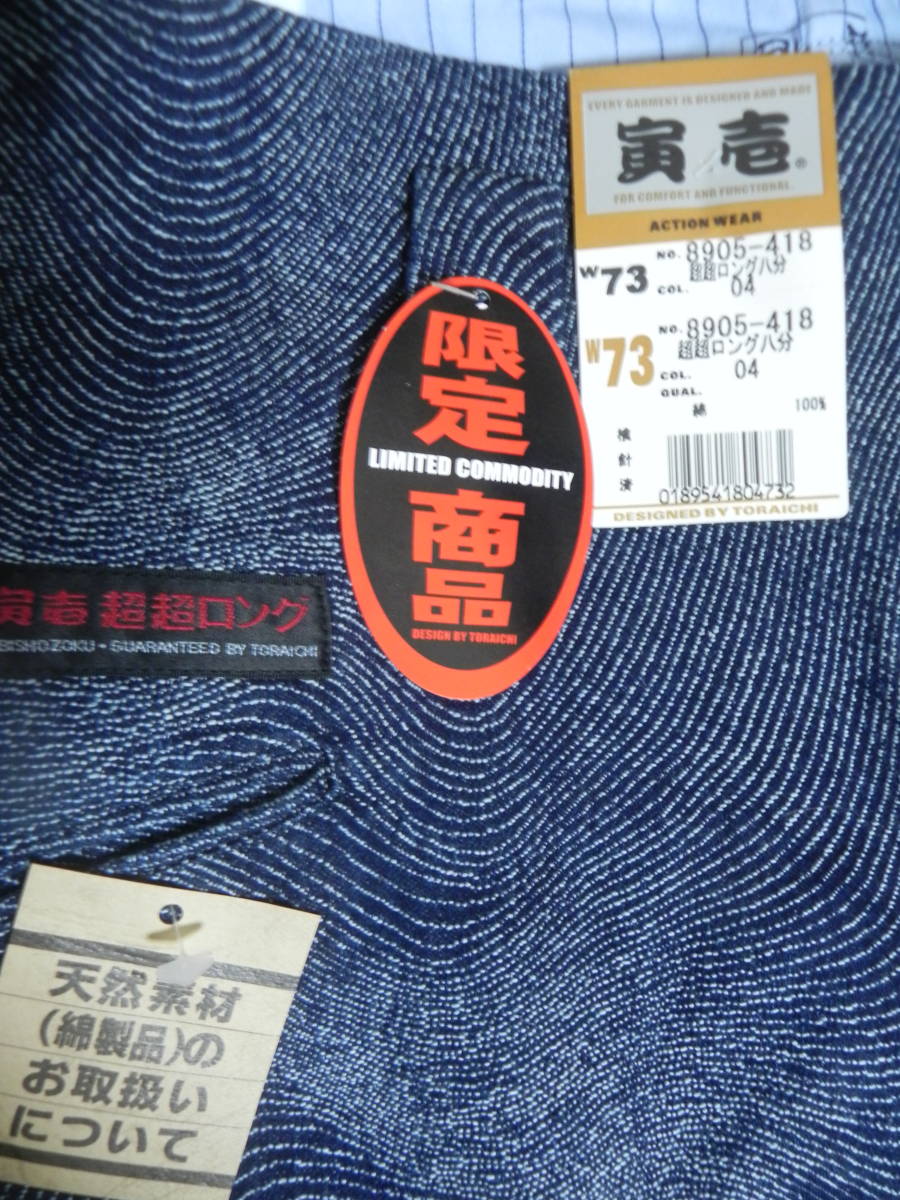 EVERY GARMENT IS DESIGNED AND MADE
寅壱®
FOR COMFORT AND FUNCTIONAL.
ACTION WEAR
W73 NO. 8905-418
超超ロング八分
COL. 04
W73 NO. 8905-418
超超ロング八分
COL. 04
QUAL.
綿 100%
検針済
0189541804732
DESIGNED BY TORAICHI
限定
LIMITED COMMODITY
商品
DESIGN BY TORAICHI
寅壱超超ロング
BISHOZOKU・GUARANTEED BY TORAICHI
天然素材
(綿製品)の
お取扱い
について